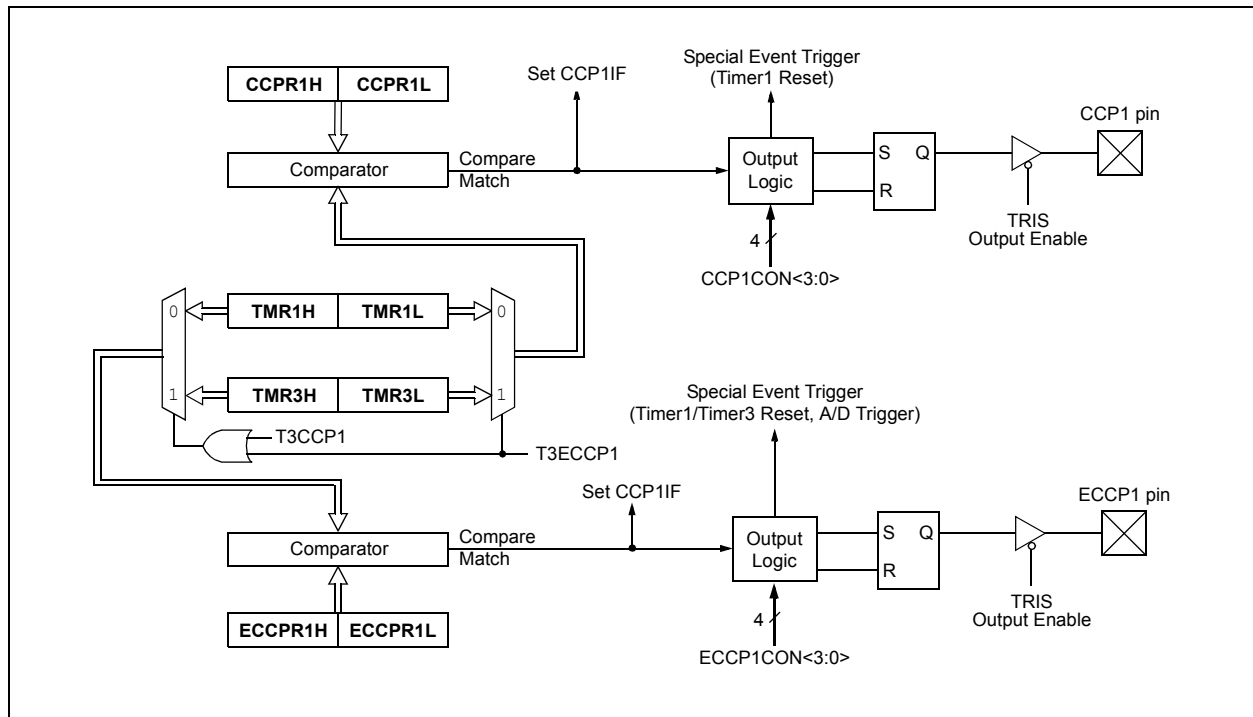 CCPR1H CCPR1L
Comparator
Compare
Match
Set CCP1IF
Special Event Trigger
(Timer1 Reset)
Output
Logic
4
CCP1CON<3:0>
S Q
R
TRIS
Output Enable
CCP1 pin
0
TMR1H TMR1L
0
1
TMR3H TMR3L
1
T3CCP1
T3ECCP1
Comparator
Compare
Match
ECCPR1H ECCPR1L
Set CCP1IF
Special Event Trigger
(Timer1/Timer3 Reset, A/D Trigger)
Output
Logic
4
ECCP1CON<3:0>
S Q
R
TRIS
Output Enable
ECCP1 pin